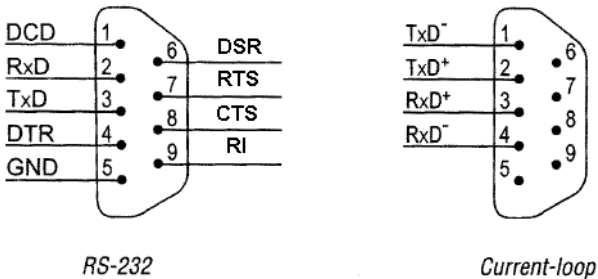 DCD 1
RxD 2
TxD 3
DTR 4
GND 5
6 DSR
7 RTS
8 CTS
9 RI
RS-232
TxD⁻ 1
TxD⁺ 2
RxD⁺ 3
RxD⁻ 4
5
6
7
8
9
Current-loop